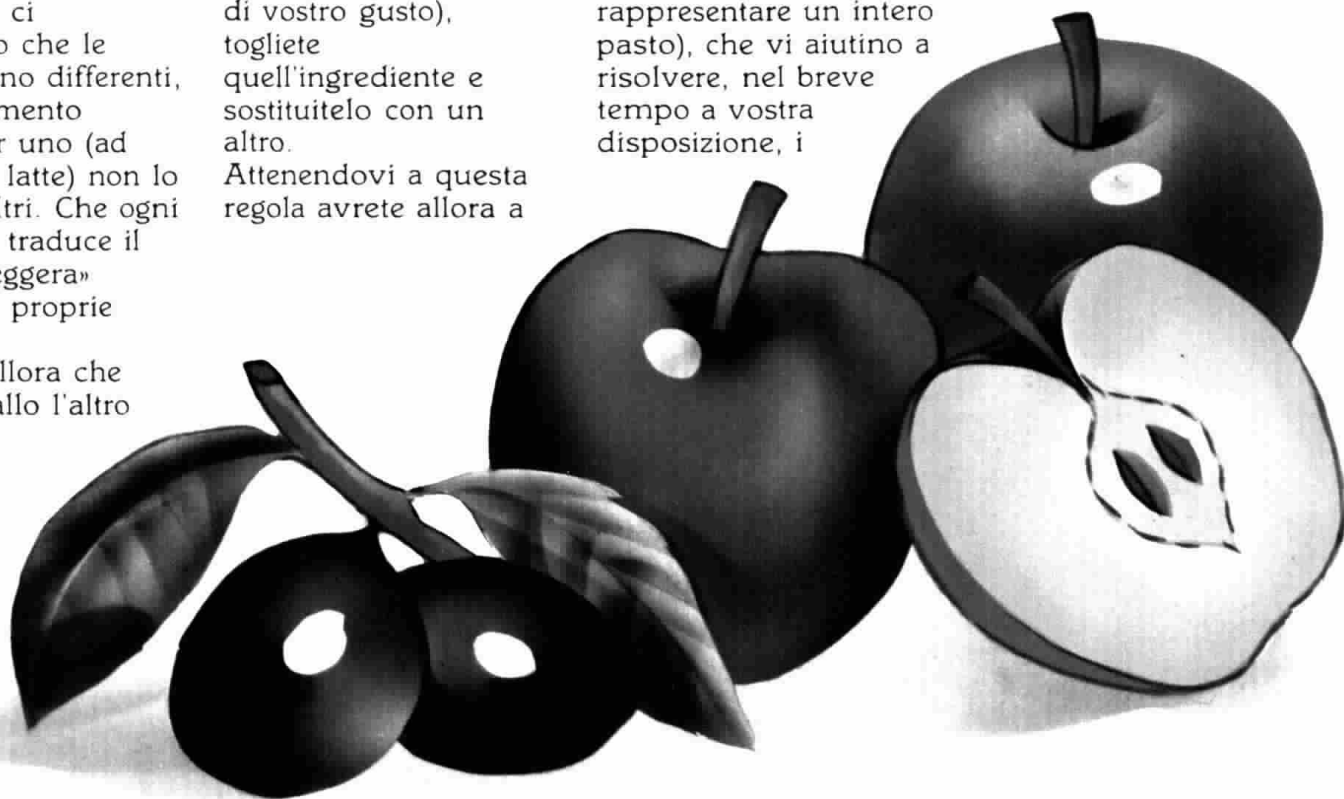 ci
che le
no differenti,
mento
r uno (ad
latte) non lo
ltri. Che ogni
traduce il
eggera»
proprie
llora che
allo l'altro
di vostro gusto),
togliete
quell'ingrediente e
sostituitelo con un
altro.
Attenendovi a questa
regola avrete allora a
rappresentare un intero
pasto), che vi aiutino a
risolvere, nel breve
tempo a vostra
disposizione, i